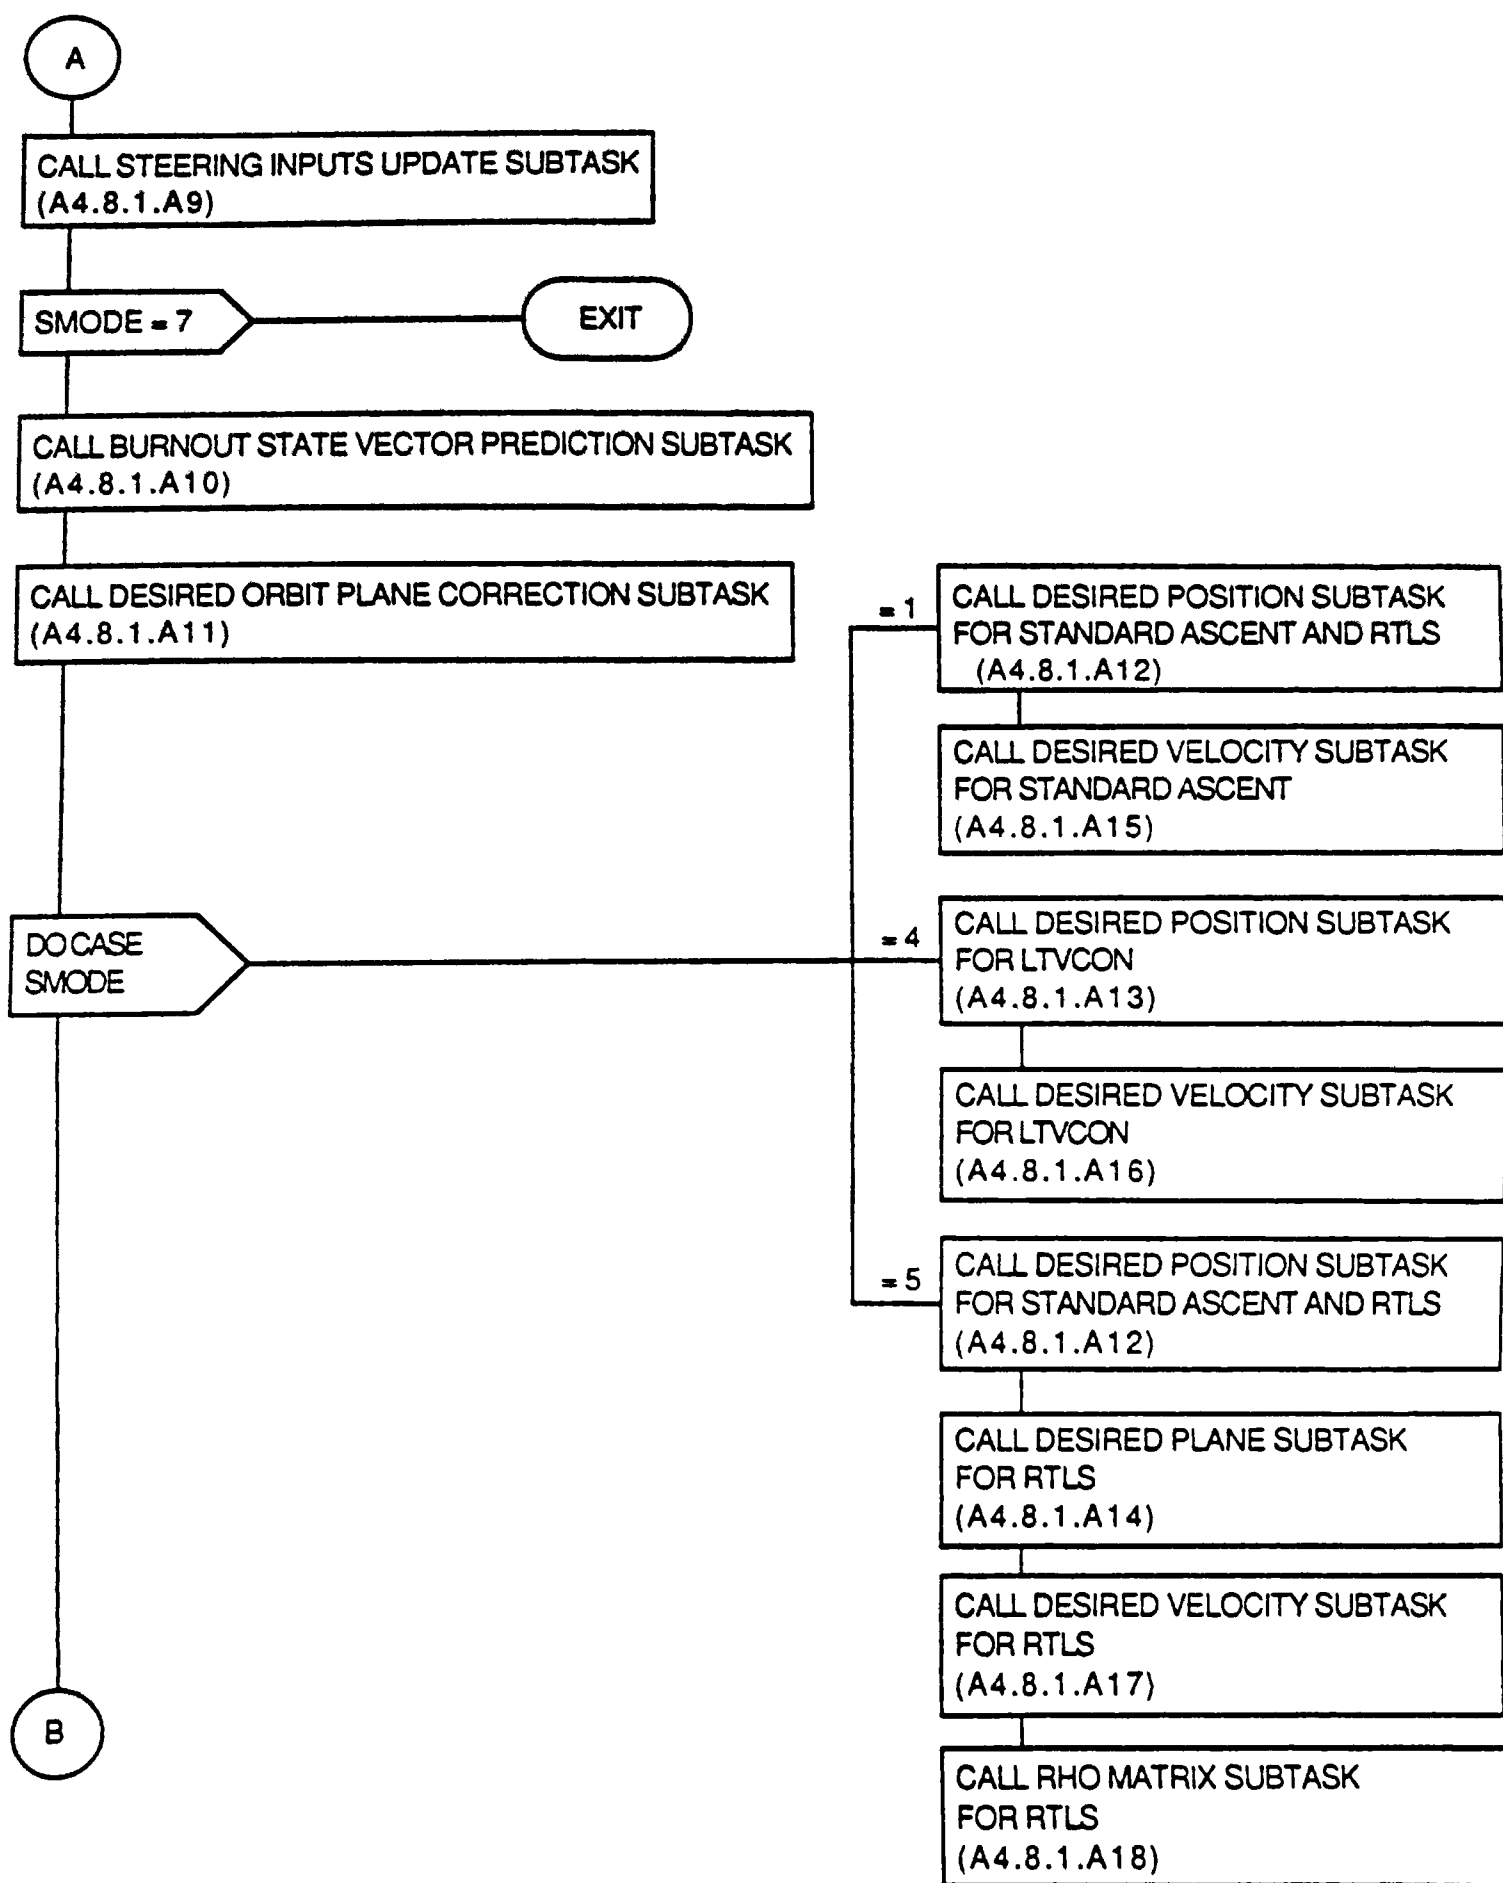 A
CALL STEERING INPUTS UPDATE SUBTASK
(A4.8.1.A9)
SMODE = 7
EXIT
CALL BURNOUT STATE VECTOR PREDICTION SUBTASK
(A4.8.1.A10)
CALL DESIRED ORBIT PLANE CORRECTION SUBTASK
(A4.8.1.A11)
DO CASE
SMODE
= 1
CALL DESIRED POSITION SUBTASK
FOR STANDARD ASCENT AND RTLS
(A4.8.1.A12)
CALL DESIRED VELOCITY SUBTASK
FOR STANDARD ASCENT
(A4.8.1.A15)
= 4
CALL DESIRED POSITION SUBTASK
FOR LTVCON
(A4.8.1.A13)
CALL DESIRED VELOCITY SUBTASK
FOR LTVCON
(A4.8.1.A16)
= 5
CALL DESIRED POSITION SUBTASK
FOR STANDARD ASCENT AND RTLS
(A4.8.1.A12)
CALL DESIRED PLANE SUBTASK
FOR RTLS
(A4.8.1.A14)
CALL DESIRED VELOCITY SUBTASK
FOR RTLS
(A4.8.1.A17)
CALL RHO MATRIX SUBTASK
FOR RTLS
(A4.8.1.A18)
B